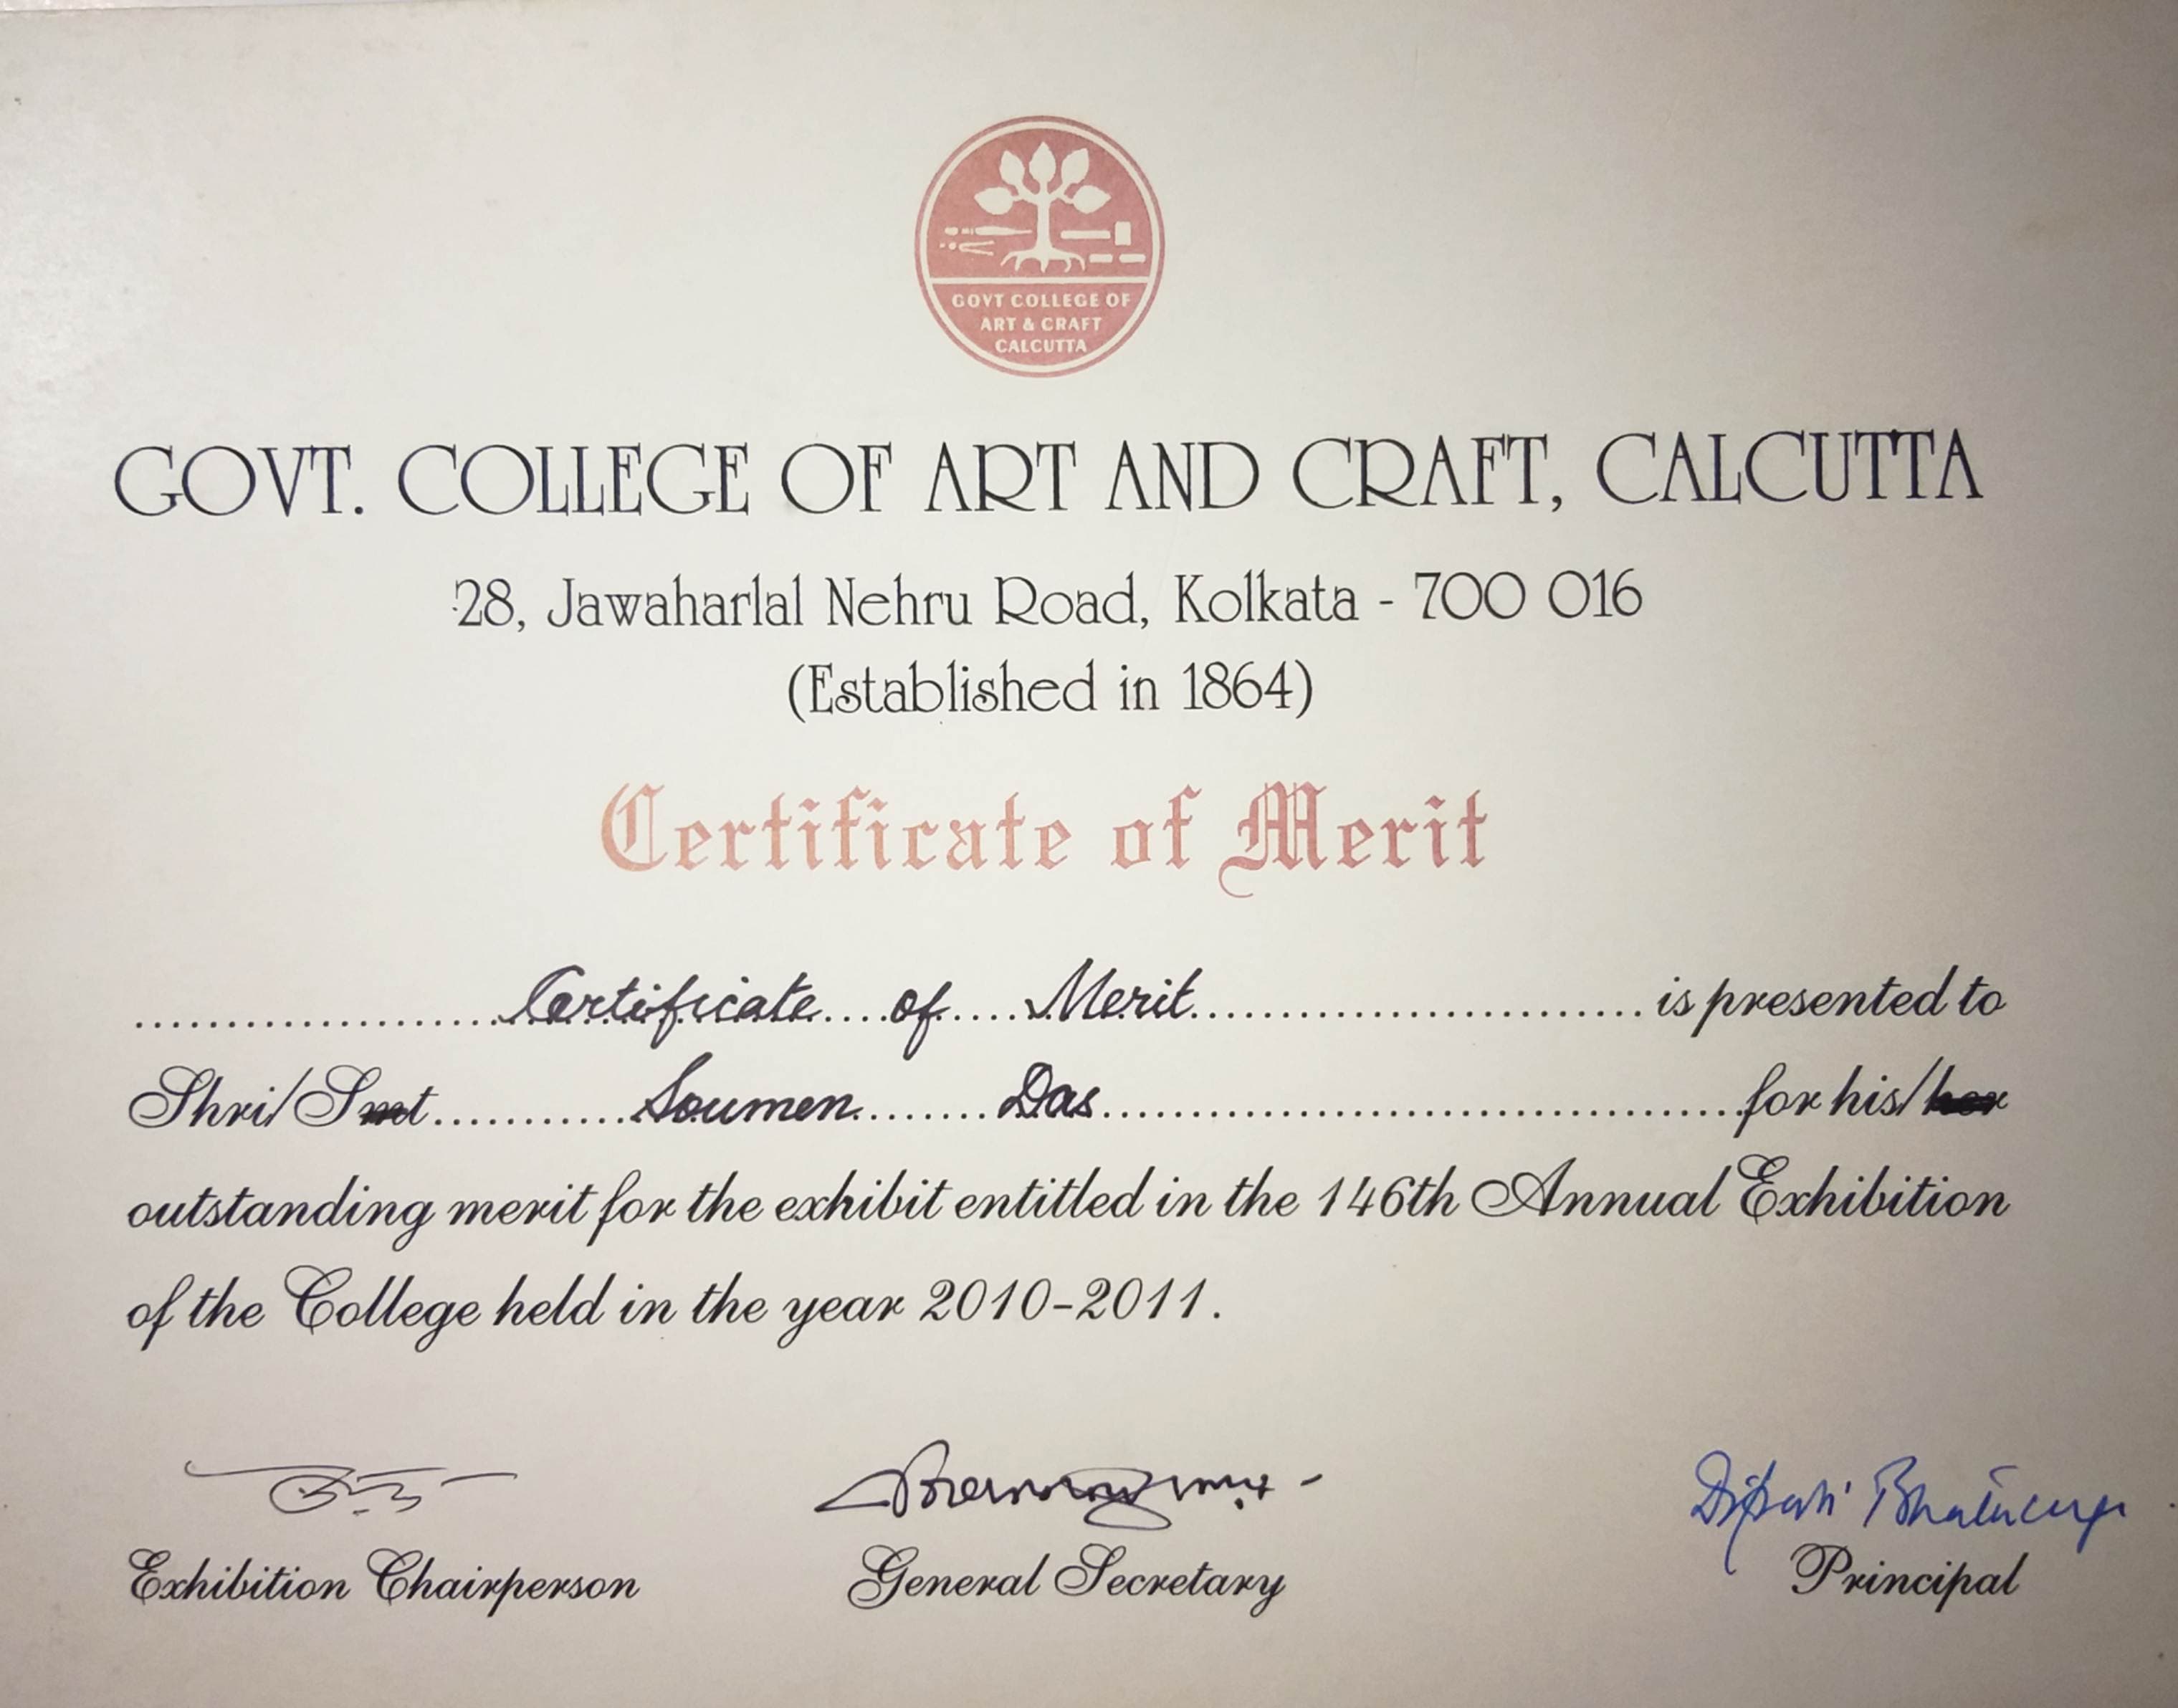 GOVT COLLEGE OF
ART & CRAFT
CALCUTTA
GOVT. COLLEGE OF ART AND CRAFT, CALCUTTA
28, Jawaharlal Nehru Road, Kolkata - 700 016
(Established in 1864)
Certificate of Merit
Certificate of Merit is presented to
Shri/Smt Soumen Das for his/her
outstanding merit for the exhibit entitled in the 146th Annual Exhibition
of the College held in the year 2010-2011.
Exhibition Chairperson
General Secretary
Principal